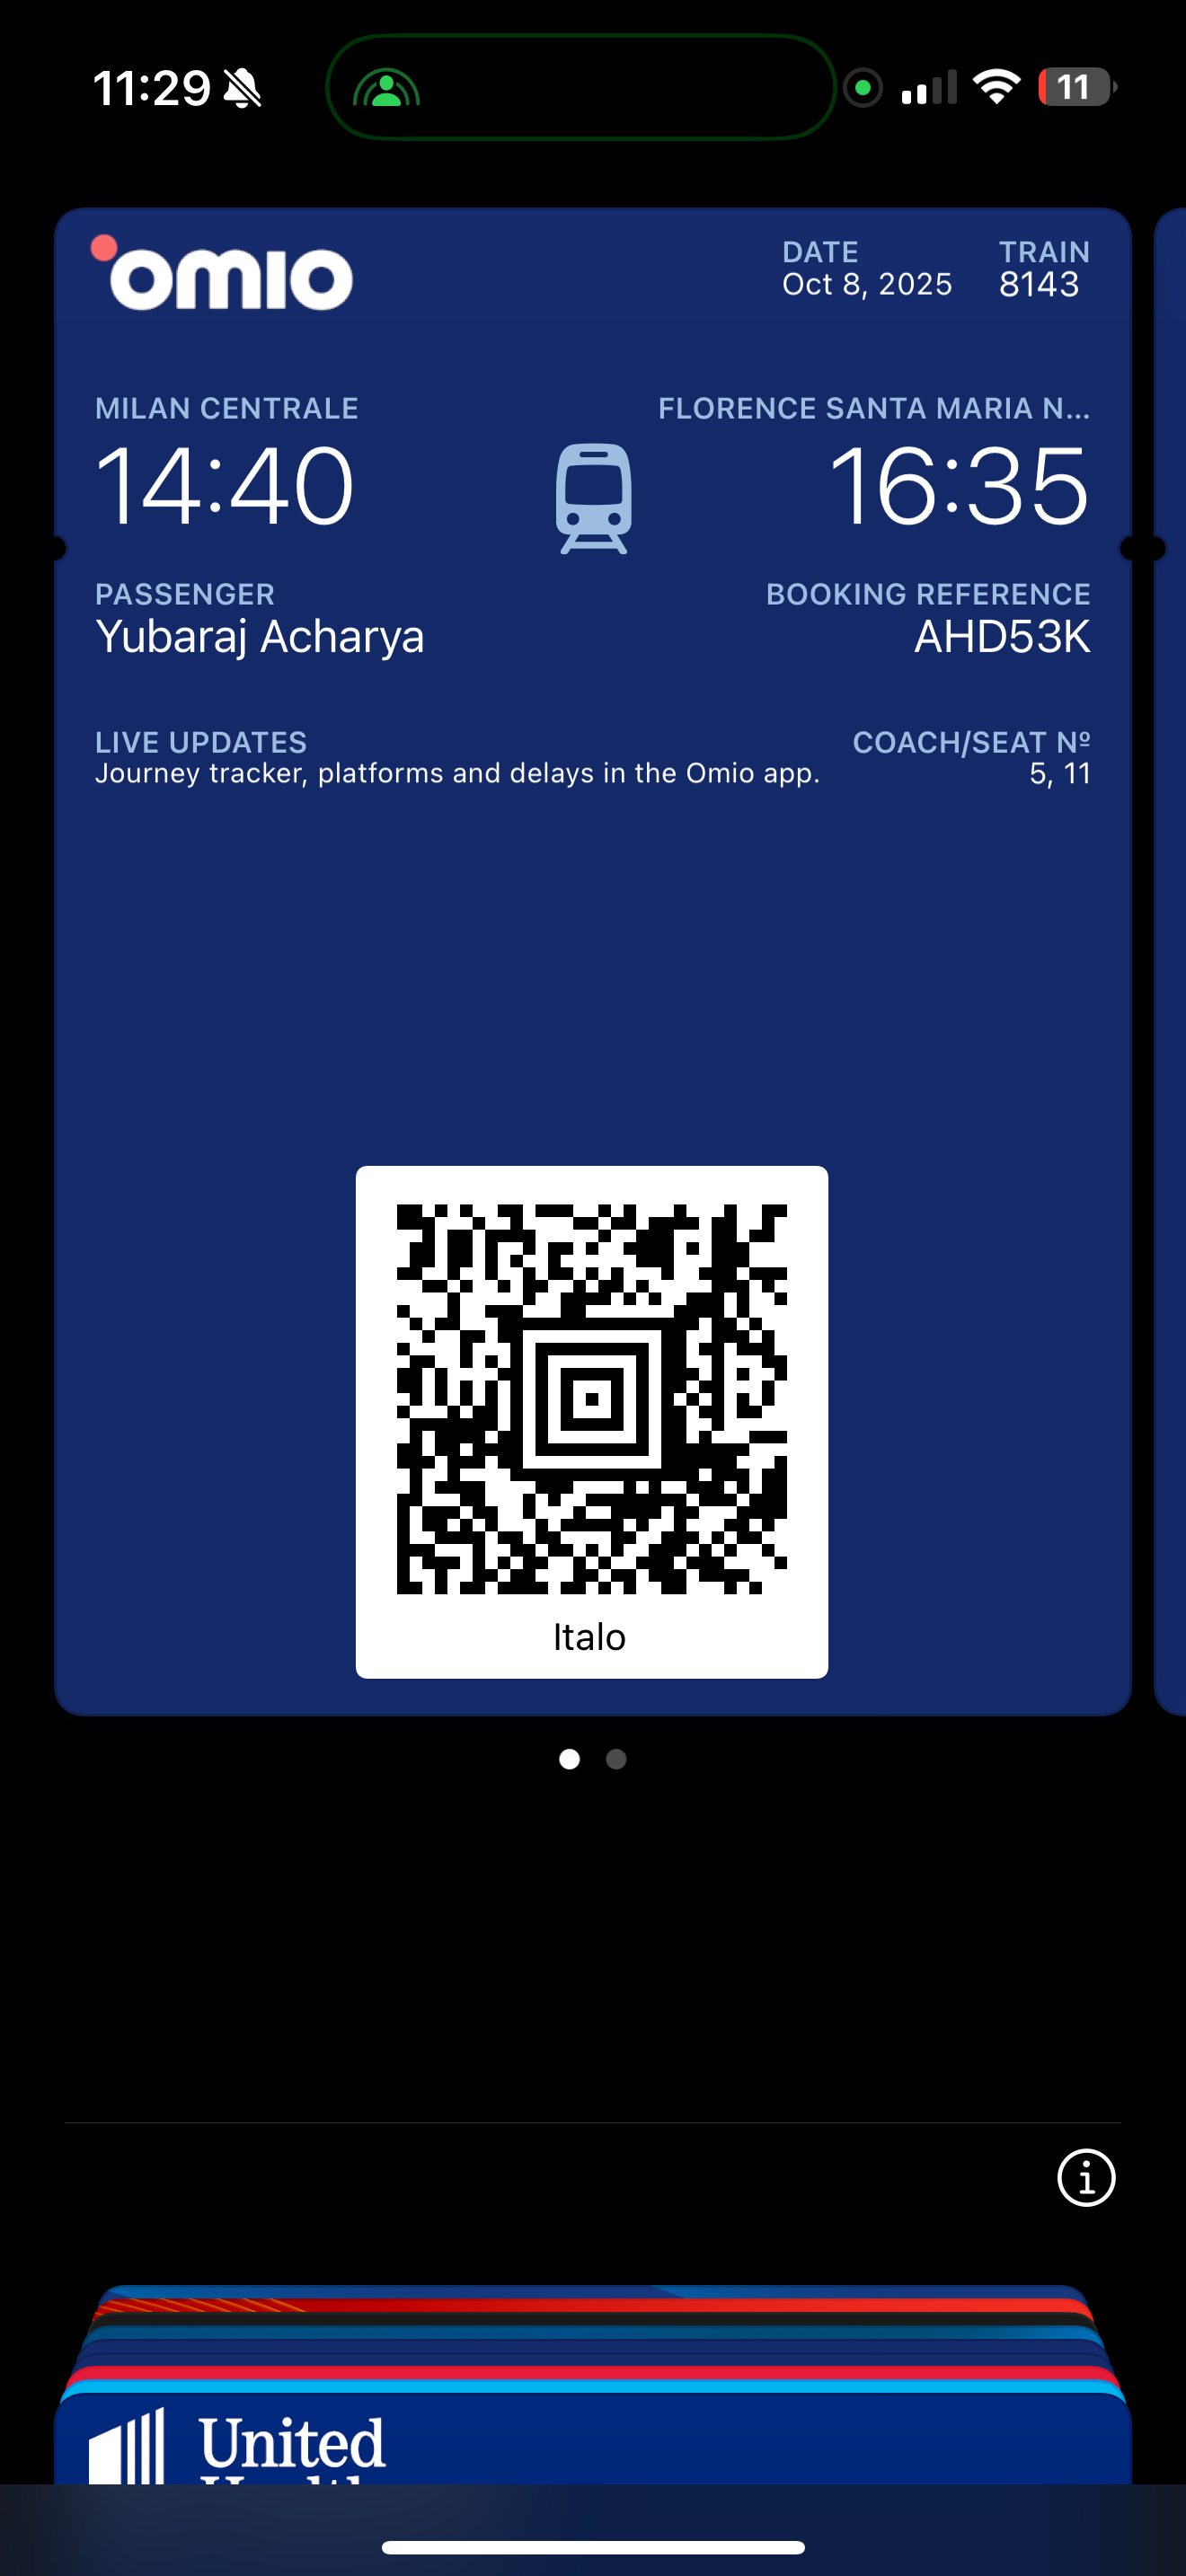 11:29
11
omio
DATE
Oct 8, 2025
TRAIN
8143
MILAN CENTRALE
FLORENCE SANTA MARIA N...
14:40
16:35
PASSENGER
Yubaraj Acharya
BOOKING REFERENCE
AHD53K
LIVE UPDATES
Journey tracker, platforms and delays in the Omio app.
COACH/SEAT Nº
5, 11
Italo
United